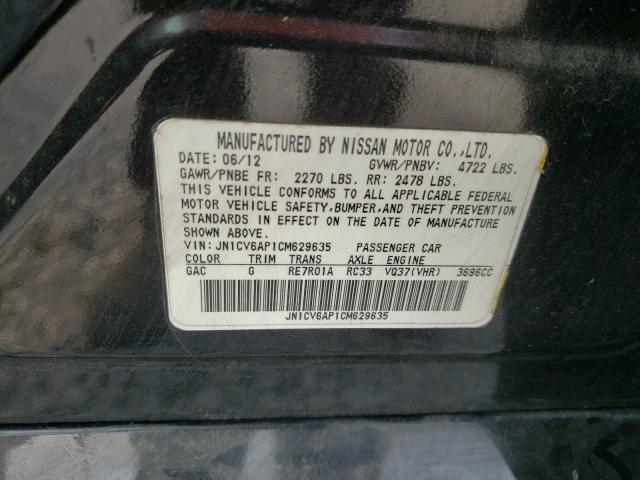 MANUFACTURED BY NISSAN MOTOR CO.,LTD.
DATE: 06/12 GVWR/PNBV: 4722 LBS.
GAWR/PNBE FR: 2270 LBS. RR: 2478 LBS.
THIS VEHICLE CONFORMS TO ALL APPLICABLE FEDERAL
MOTOR VEHICLE SAFETY, BUMPER, AND THEFT PREVENTION
STANDARDS IN EFFECT ON THE DATE OF MANUFACTURE
SHOWN ABOVE.
VIN: JN1CV6AP1CM629635 PASSENGER CAR
COLOR TRIM TRANS AXLE ENGINE
GAC G RE7R01A RC33 VQ37(VHR) 3696CC
JN1CV6AP1CM629635